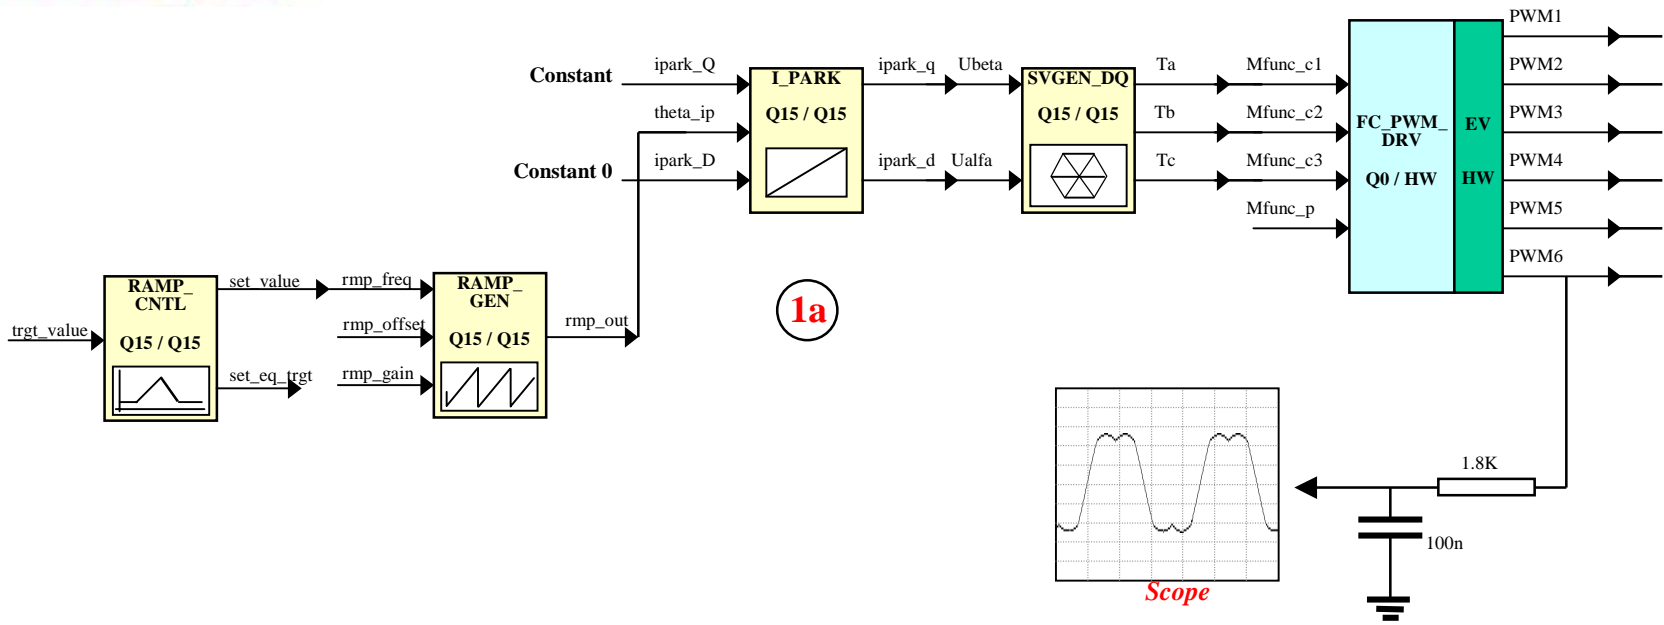 PWM1
ipark_Q
ipark_q
Ubeta
Ta
Mfunc_c1
PWM2
Constant
I_PARK
SVGEN_DQ
theta_ip
Q15 / Q15
Q15 / Q15
Tb
Mfunc_c2
FC_PWM_
DRV
EV
PWM3
Constant 0
ipark_D
ipark_d
Ualfa
Tc
Mfunc_c3
Q0 / HW
HW
PWM4
Mfunc_p
PWM5
PWM6
RAMP_
CNTL
set_value
rmp_freq
RAMP_
GEN
1a
trgt_value
Q15 / Q15
rmp_offset
Q15 / Q15
rmp_out
set_eq_trgt
rmp_gain
1.8K
100n
Scope